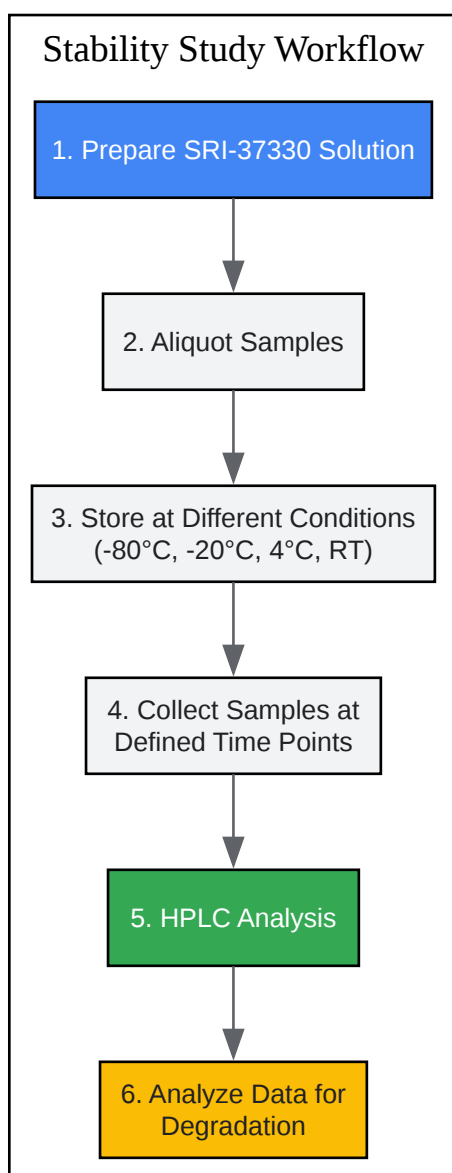 Stability Study Workflow
1. Prepare SRI-37330 Solution
2. Aliquot Samples
3. Store at Different Conditions
(-80°C, -20°C, 4°C, RT)
4. Collect Samples at
Defined Time Points
5. HPLC Analysis
6. Analyze Data for
Degradation